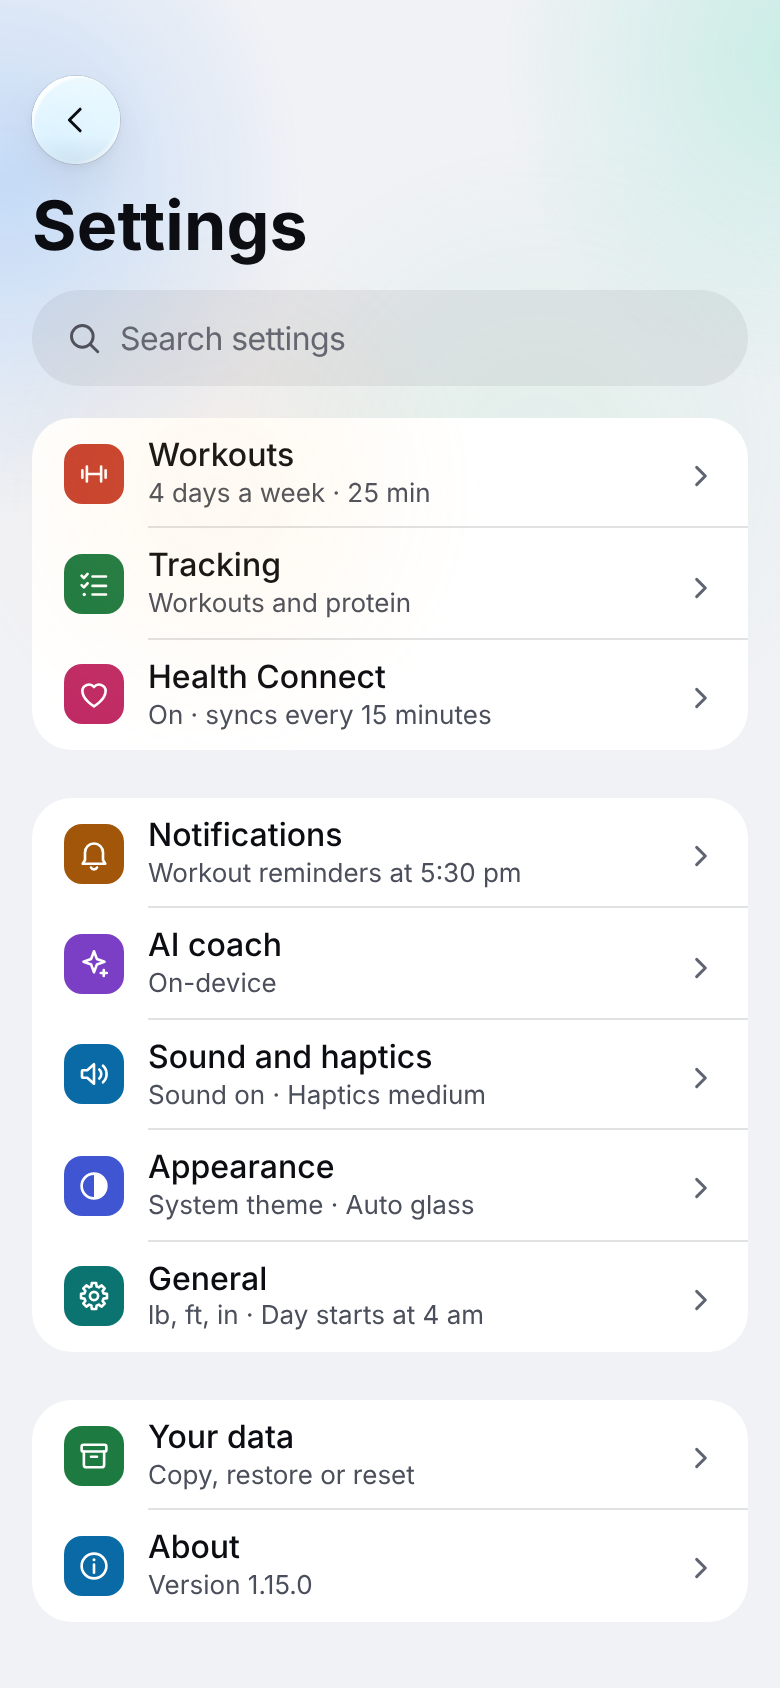 Settings
Search settings
Workouts
4 days a week · 25 min
Tracking
Workouts and protein
Health Connect
On · syncs every 15 minutes
Notifications
Workout reminders at 5:30 pm
AI coach
On-device
Sound and haptics
Sound on · Haptics medium
Appearance
System theme · Auto glass
General
lb, ft, in · Day starts at 4 am
Your data
Copy, restore or reset
About
Version 1.15.0